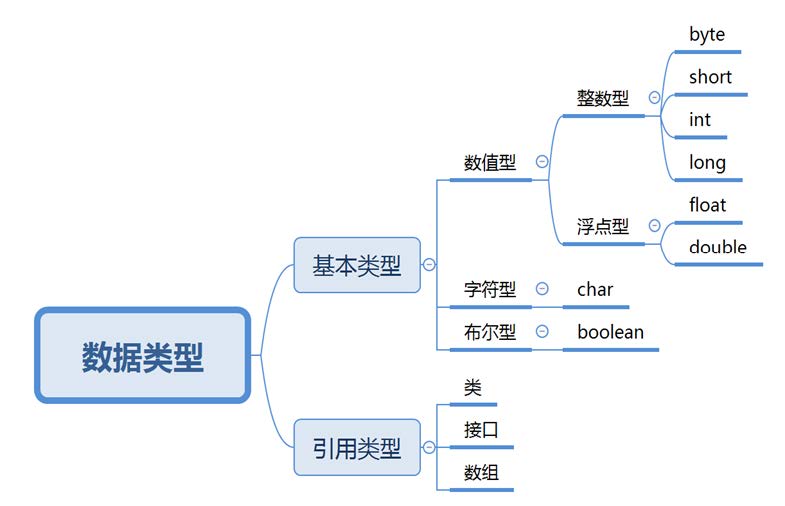 数据类型
基本类型
数值型
整数型
byte
short
int
long
浮点型
float
double
字符型
char
布尔型
boolean
引用类型
类
接口
数组